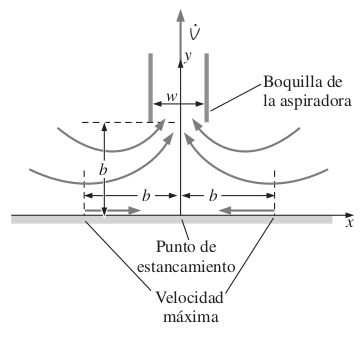 V̇
y
Boquilla de
la aspiradora
w
b
b
b
x
Punto de
estancamiento
Velocidad
máxima